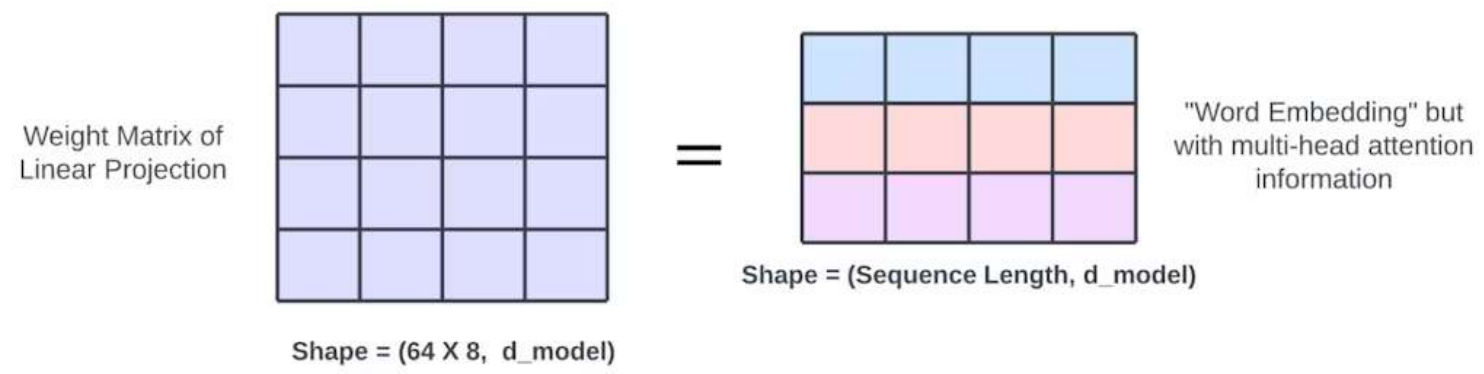 Weight Matrix of
Linear Projection
=
"Word Embedding" but
with multi-head attention
information
Shape = (Sequence Length, d_model)
Shape = (64 X 8, d_model)